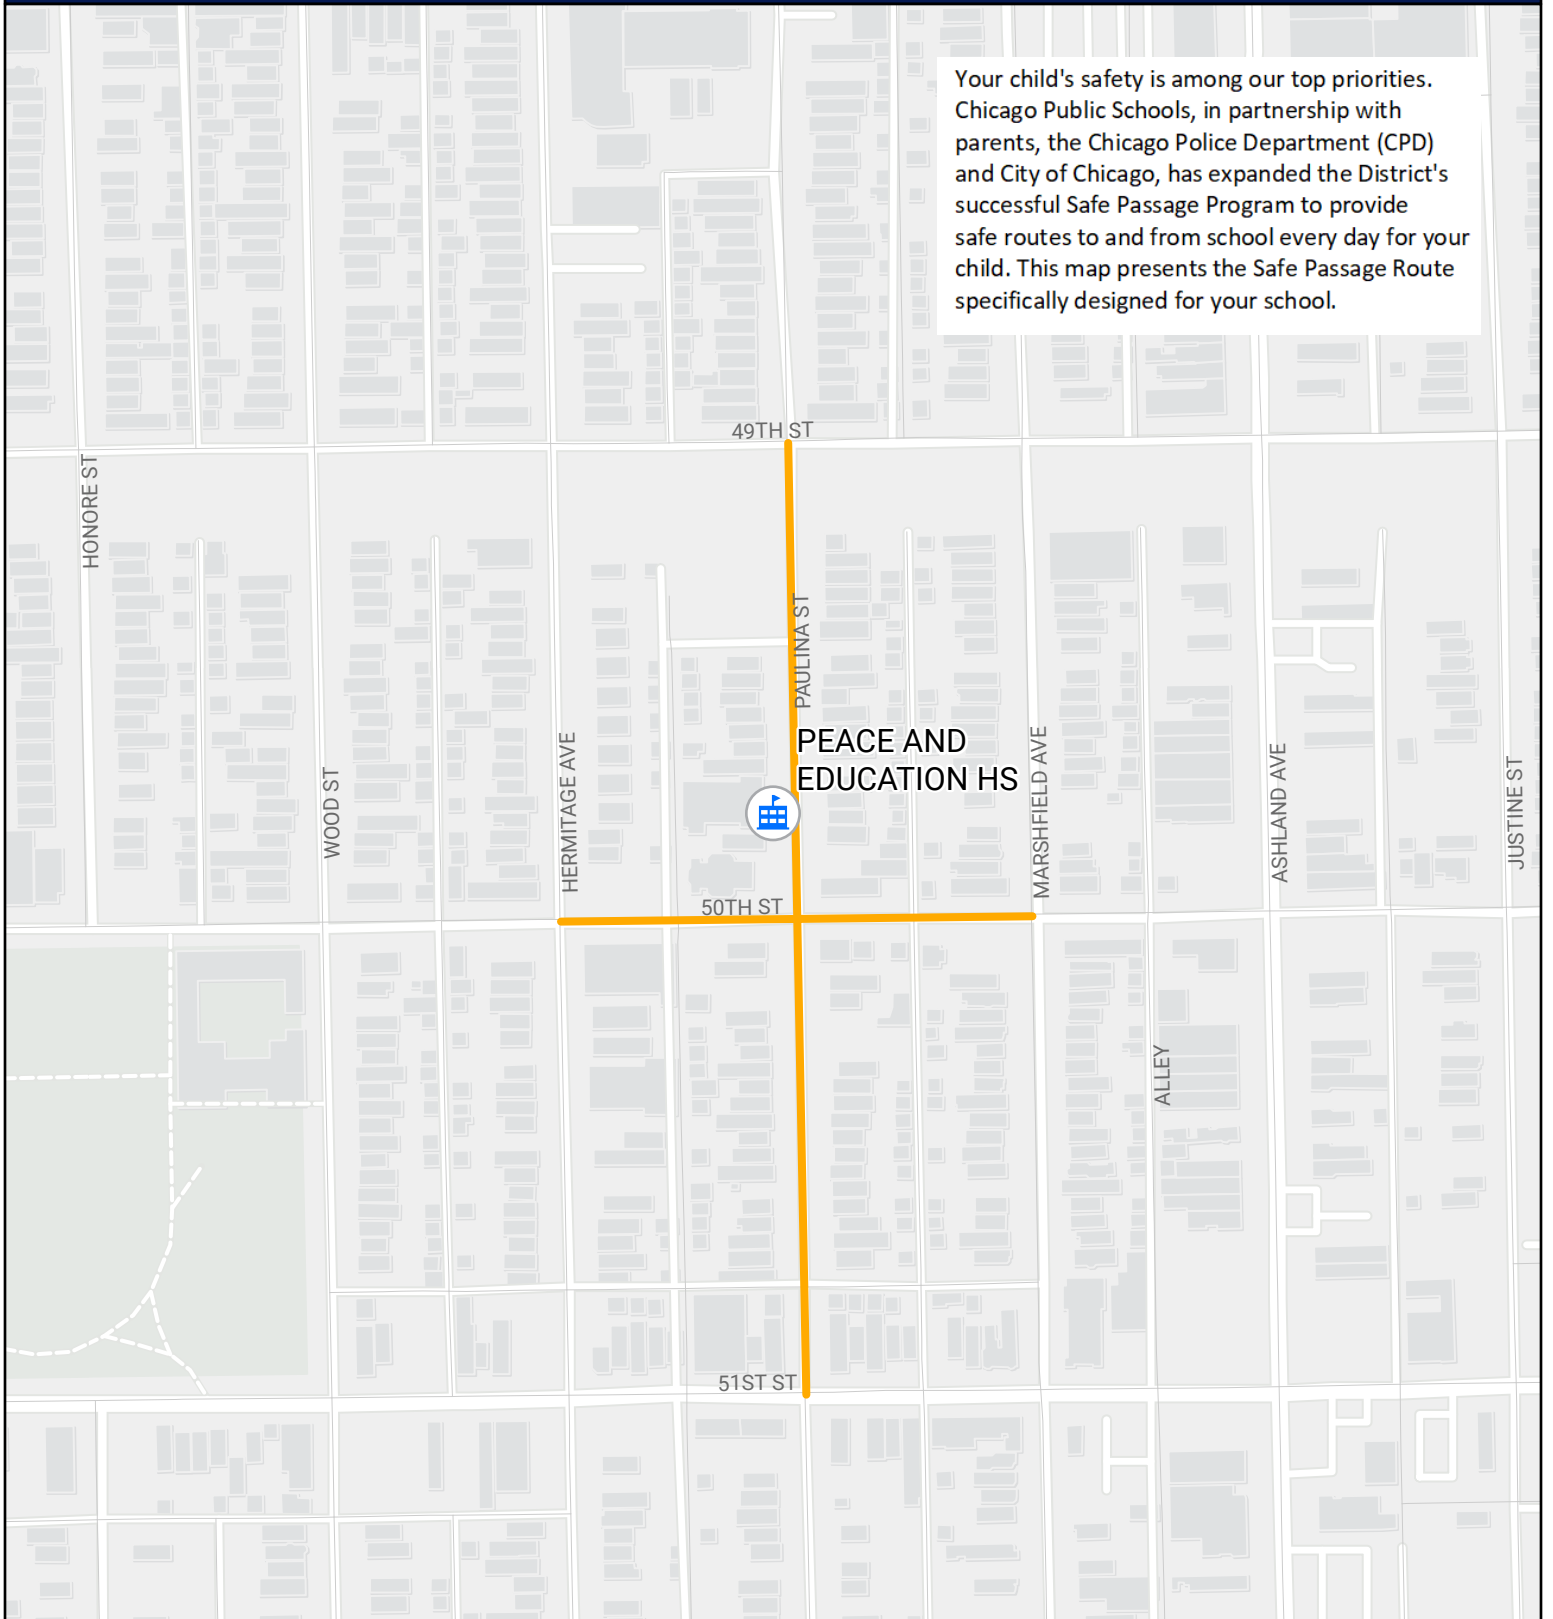 Your child's safety is among our top priorities.
Chicago Public Schools, in partnership with
parents, the Chicago Police Department (CPD)
and City of Chicago, has expanded the District's
successful Safe Passage Program to provide
safe routes to and from school every day for your
child. This map presents the Safe Passage Route
specifically designed for your school.
49TH ST
HONORE ST
PAULINA ST
PEACE AND
EDUCATION HS
WOOD ST
HERMITAGE AVE
MARSHFIELD AVE
ASHLAND AVE
JUSTINE ST
50TH ST
ALLEY
51ST ST